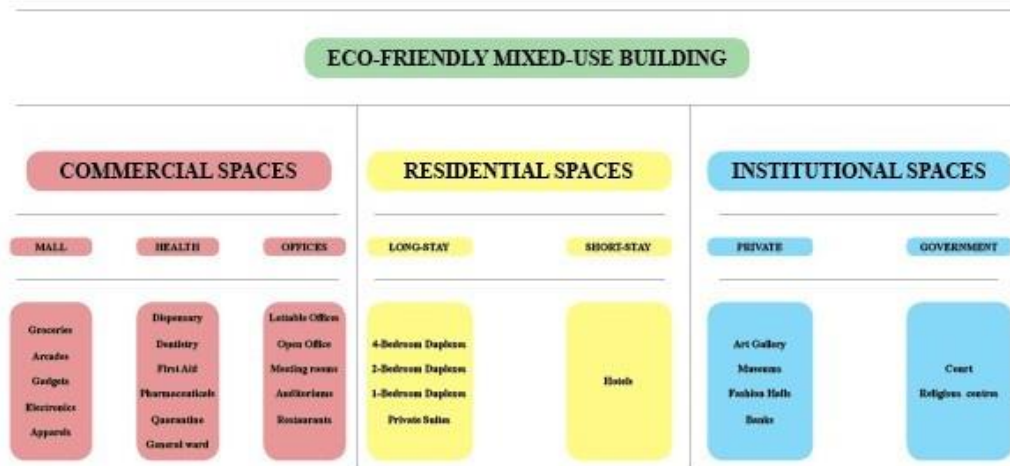 ECO-FRIENDLY MIXED-USE BUILDING
COMMERCIAL SPACES
RESIDENTIAL SPACES
INSTITUTIONAL SPACES
MALL
HEALTH
OFFICES
LONG-STAY
SHORT-STAY
PRIVATE
GOVERNMENT
Groceries
Arcades
Gadgets
Electronics
Apparels
Dispensary
Dentistry
First Aid
Pharmaceuticals
Quarantine
General ward
Lettable Offices
Open Office
Meeting rooms
Auditoriums
Restaurants
4-Bedroom Duplexes
2-Bedroom Duplexes
1-Bedroom Duplexes
Private Suites
Hotels
Art Gallery
Museums
Fashion Halls
Banks
Court
Religious centres